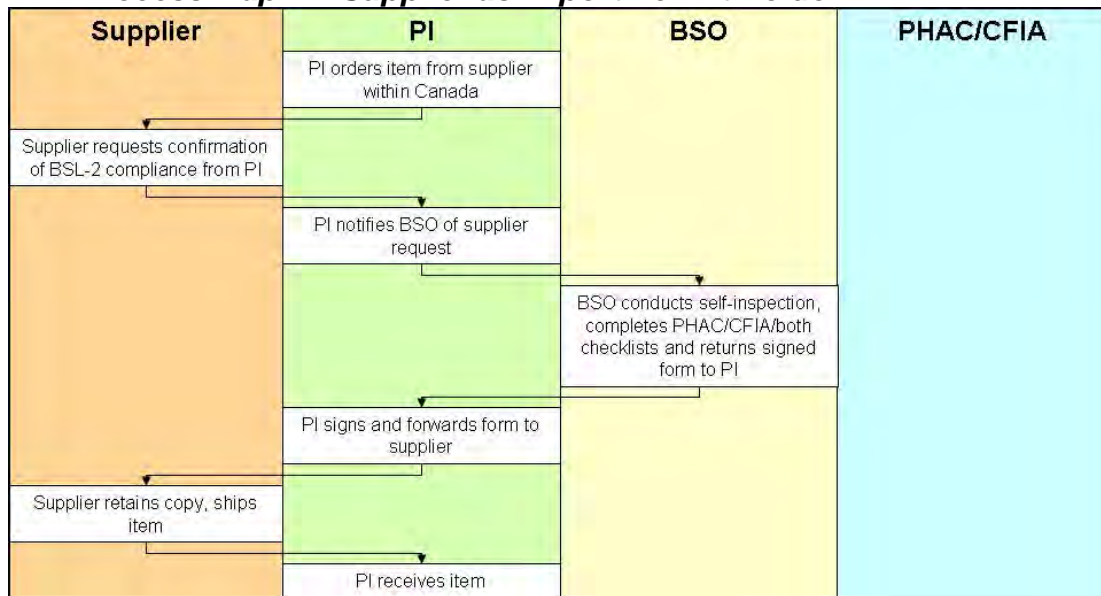 Supplier PI BSO PHAC/CFIA
PI orders item from supplier
within Canada
Supplier requests confirmation
of BSL-2 compliance from PI
PI notifies BSO of supplier
request
BSO conducts self-inspection,
completes PHAC/CFIA/both
checklists and returns signed
form to PI
PI signs and forwards form to
supplier
Supplier retains copy, ships
item
PI receives item